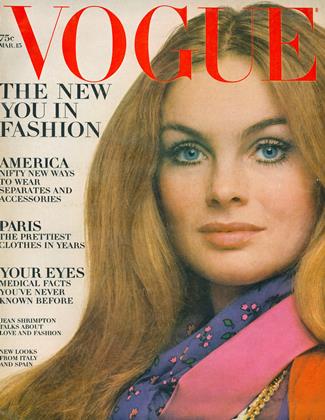 VOGUE
75c
MAR. 15
THE NEW
YOU IN
FASHION
AMERICA
NIFTY NEW WAYS
TO WEAR
SEPARATES AND
ACCESSORIES
PARIS
THE PRETTIEST
CLOTHES IN YEARS
YOUR EYES
MEDICAL FACTS
YOU'VE NEVER
KNOWN BEFORE
JEAN SHRIMPTON
TALKS ABOUT
LOVE AND FASHION
NEW LOOKS
FROM ITALY
AND SPAIN